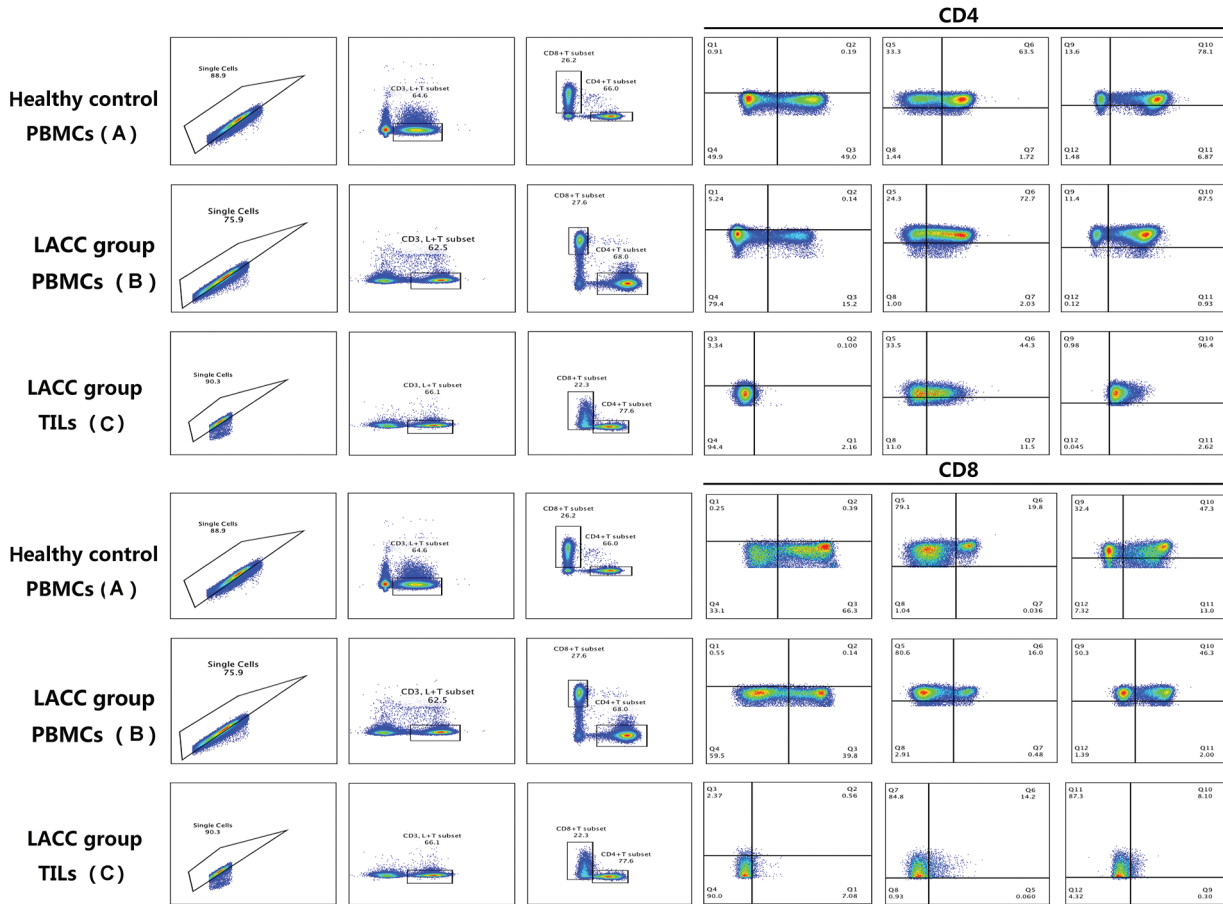 CD4
Healthy control
PBMCs ( A )
Single Cells
88.9
CD3, L+T subset
64.6
CD8+T subset
26.2
CD4+T subset
66.0
Q1
0.91
Q2
0.19
Q4
49.9
Q3
49.0
Q5
33.3
Q6
63.5
Q8
1.44
Q7
1.72
Q9
13.6
Q10
78.1
Q12
1.48
Q11
6.87
LACC group
PBMCs ( B )
Single Cells
75.9
CD3, L+T subset
62.5
CD8+T subset
27.6
CD4+T subset
68.0
Q1
5.24
Q2
0.14
Q4
79.4
Q3
15.2
Q5
24.3
Q6
72.7
Q8
1.00
Q7
2.03
Q9
11.4
Q10
87.5
Q12
0.12
Q11
0.93
LACC group
TILs ( C )
Single Cells
90.3
CD3, L+T subset
66.1
CD8+T subset
22.3
CD4+T subset
77.6
Q3
3.34
Q2
0.100
Q4
94.4
Q1
2.16
Q5
33.5
Q6
44.3
Q8
11.0
Q7
11.5
Q9
0.98
Q10
96.4
Q12
0.045
Q11
2.62
CD8
Healthy control
PBMCs ( A )
Single Cells
88.9
CD3, L+T subset
64.6
CD8+T subset
26.2
CD4+T subset
66.0
Q1
0.25
Q2
0.39
Q4
33.1
Q3
66.3
Q5
79.1
Q6
19.8
Q8
1.04
Q7
0.036
Q9
32.4
Q10
47.3
Q12
7.32
Q11
13.0
LACC group
PBMCs ( B )
Single Cells
75.9
CD3, L+T subset
62.5
CD8+T subset
27.6
CD4+T subset
68.0
Q1
0.55
Q2
0.14
Q4
59.5
Q3
39.8
Q5
80.6
Q6
16.0
Q8
2.91
Q7
0.48
Q9
50.3
Q10
46.3
Q12
1.39
Q11
2.00
LACC group
TILs ( C )
Single Cells
90.3
CD3, L+T subset
66.1
CD8+T subset
22.3
CD4+T subset
77.6
Q3
2.37
Q2
0.56
Q4
90.0
Q1
7.08
Q7
84.8
Q6
14.2
Q8
0.93
Q5
0.060
Q11
87.3
Q10
8.10
Q12
4.32
Q9
0.30